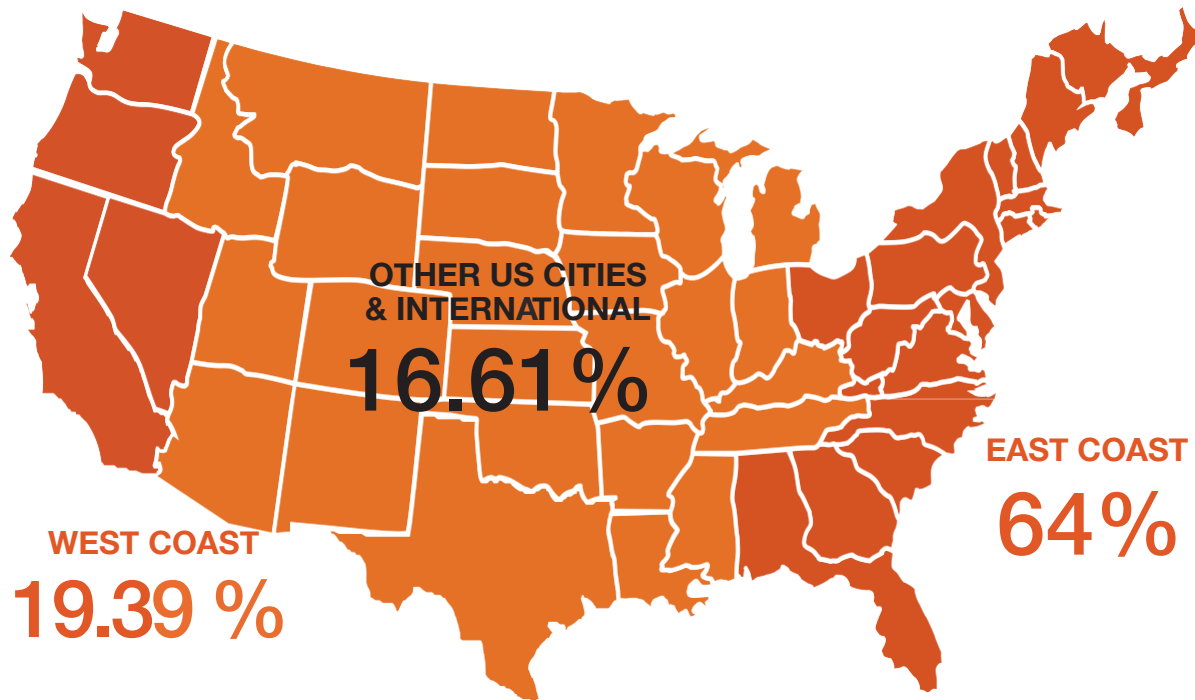 OTHER US CITIES
& INTERNATIONAL
16.61%
EAST COAST
64%
WEST COAST
19.39 %